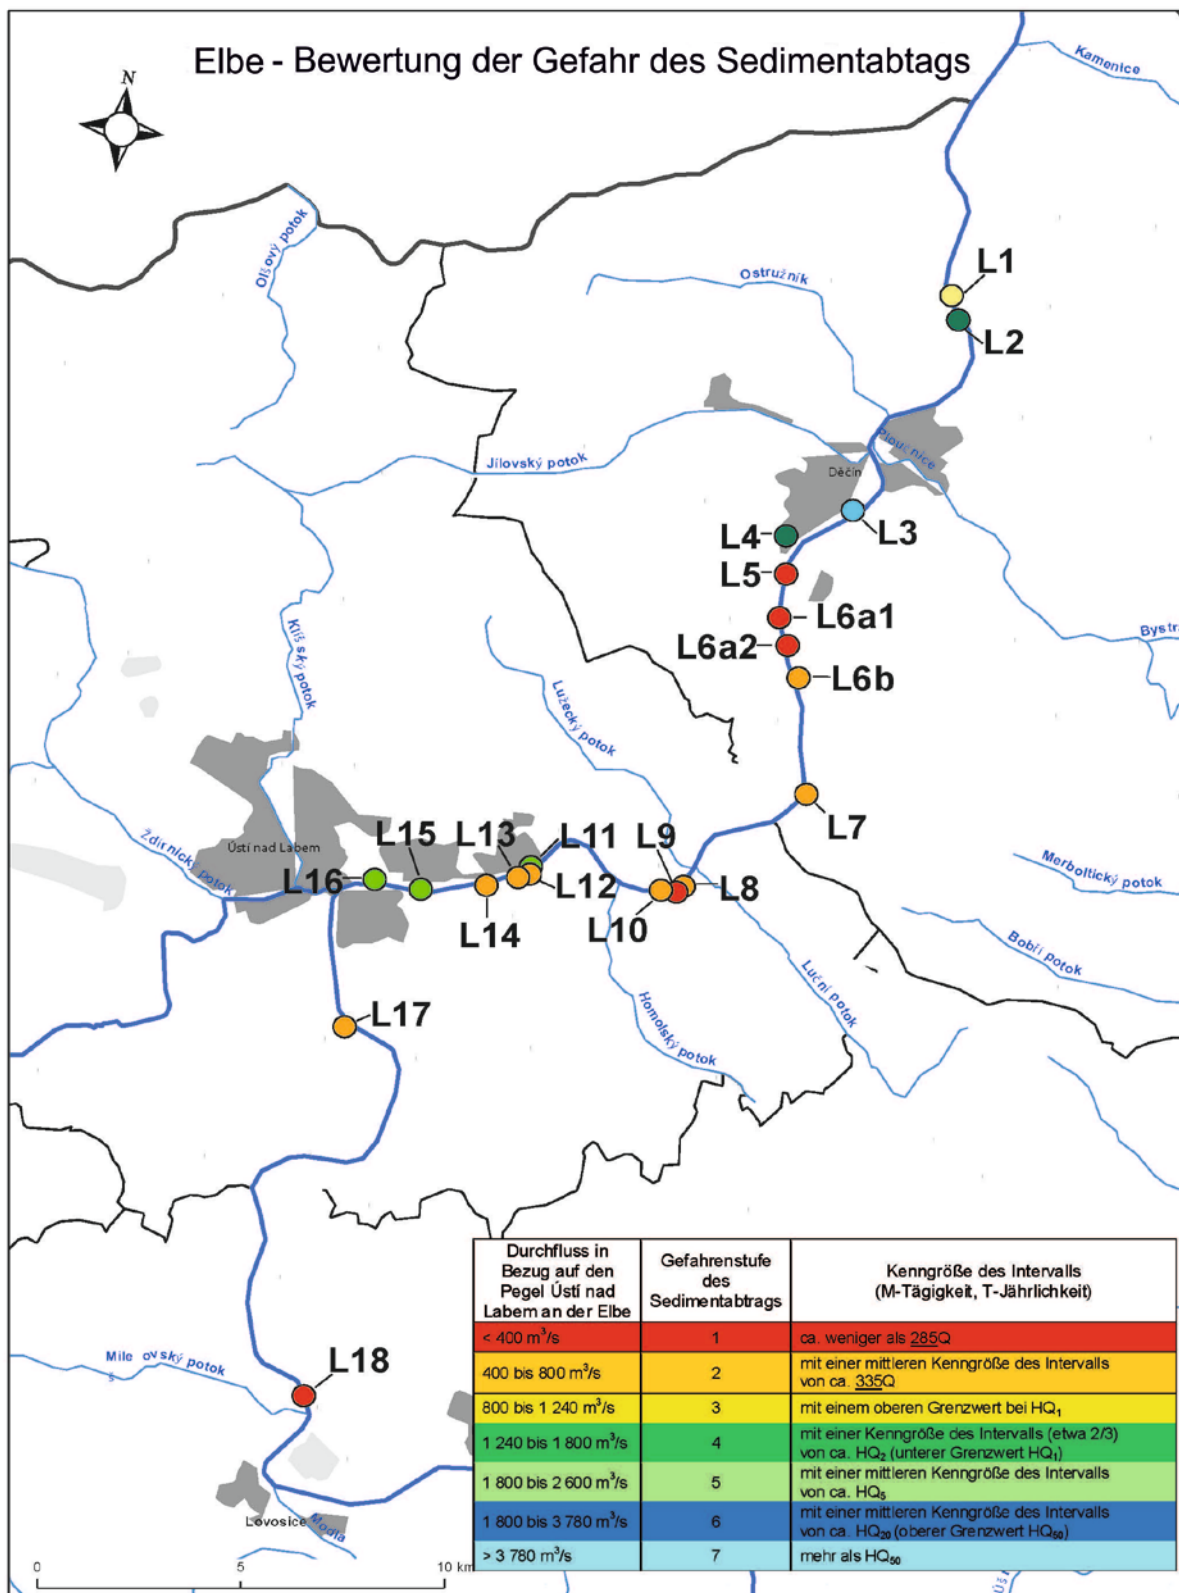 Elbe - Bewertung der Gefahr des Sedimentabtags
N
Kamenice
Olšový potok
Ostružník
L1
L2
Ploučnice
Jílovský potok
Děčín
L3
L4
L5
L6a1
L6a2
L6b
Bystř
Klíšský potok
Lužecký potok
L7
Ždírnický potok
Ústí nad Labem
L16
L15
L13
L11
L9
L12
L14
L10
L8
Merboltický potok
Bobří potok
Luční potok
Homolský potok
L17
Mile ovský potok
š
L18
Lovosice
Modla
0
5
10 km
Durchfluss in Bezug auf den Pegel Ústí nad Labem an der Elbe
Gefahrenstufe des Sedimentabtrags
Kenngröße des Intervalls
(M-Tägigkeit, T-Jährlichkeit)
< 400 m³/s 1 ca. weniger als 285Q
400 bis 800 m³/s 2 mit einer mittleren Kenngröße des Intervalls
von ca. 335Q
800 bis 1 240 m³/s 3 mit einem oberen Grenzwert bei HQ₁
1 240 bis 1 800 m³/s 4 mit einer Kenngröße des Intervalls (etwa 2/3)
von ca. HQ₂ (unterer Grenzwert HQ₁)
1 800 bis 2 600 m³/s 5 mit einer mittleren Kenngröße des Intervalls
von ca. HQ₅
1 800 bis 3 780 m³/s 6 mit einer mittleren Kenngröße des Intervalls
von ca. HQ₂₀ (oberer Grenzwert HQ₅₀)
> 3 780 m³/s 7 mehr als HQ₅₀